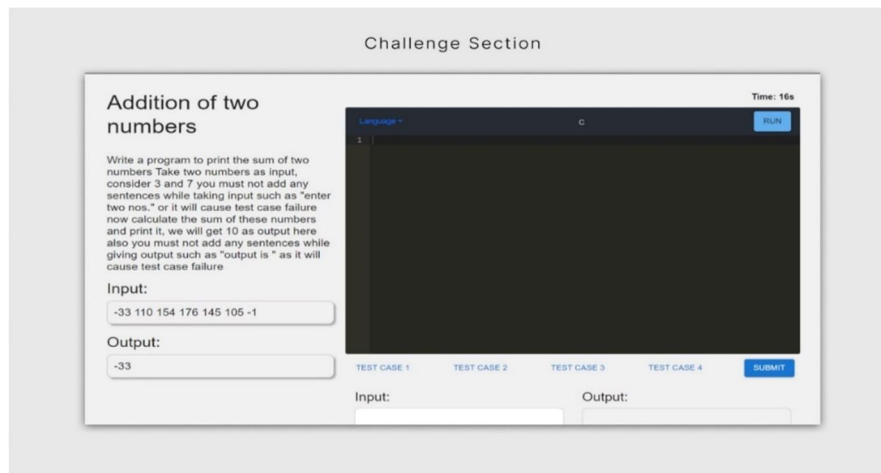 Challenge Section
Addition of two
numbers
Write a program to print the sum of two
numbers Take two numbers as input,
consider 3 and 7 you must not add any
sentences while taking input such as "enter
two nos." or it will cause test case failure
now calculate the sum of these numbers
and print it, we will get 10 as output here
also you must not add any sentences while
giving output such as "output is " as it will
cause test case failure
Input:
-33 110 154 176 145 105 -1
Output:
-33
Time: 16s
Language
C
RUN
1
TEST CASE 1
TEST CASE 2
TEST CASE 3
TEST CASE 4
SUBMIT
Input:
Output: